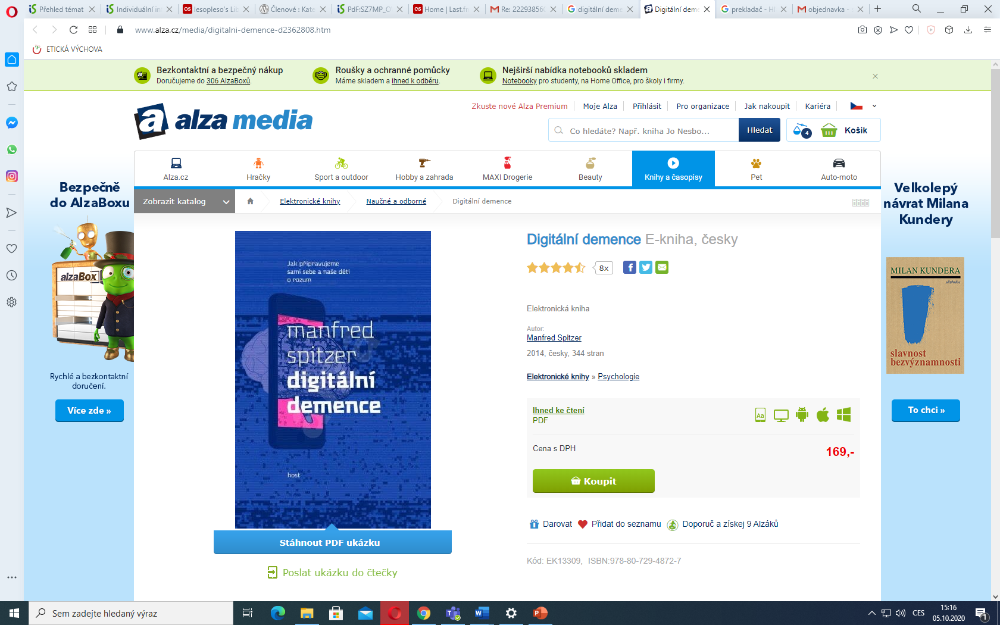 Přehled témat
Individuální in
lesopleso's Lib
Členové : Kate
PdF:SZ7MP_O
Home | Last.fm
Re: 22293856
digitální deme
Digitální deme
prekladač - Hl
objednavka - s
www.alza.cz/media/digitalni-demence-d2362808.htm
ETICKÁ VÝCHOVA
Bezkontaktní a bezpečný nákup
Doručujeme do 306 AlzaBoxů.
Roušky a ochranné pomůcky
Máme skladem a ihned k odběru.
Nejširší nabídka notebooků skladem
Notebooky pro studenty, na Home Office, pro školy i firmy.
alza media
Zkuste nové Alza Premium
Moje Alza
Přihlásit
Pro organizace
Jak nakoupit
Kariéra
Co hledáte? Např. kniha Jo Nesbo...
Hledat
4
Košík
Alza.cz
Hračky
Sport a outdoor
Hobby a zahrada
MAXI Drogerie
Beauty
Knihy a časopisy
Pet
Auto-moto
Zobrazit katalog
Elektronické knihy
Naučné a odborné
Digitální demence
Bezpečně
do AlzaBoxu
alzaBox
Rychlé a bezkontaktní
doručení.
Více zde »
Jak připravujeme
sami sebe a naše děti
o rozum
manfred
spitzer
digitální
demence
host
Stáhnout PDF ukázku
Poslat ukázku do čtečky
Digitální demence E-kniha, česky
8x
Elektronická kniha
Autor:
Manfred Spitzer
2014, česky, 344 stran
Elektronické knihy » Psychologie
Ihned ke čtení
PDF
Aa
Cena s DPH
169,-
Koupit
Darovat
Přidat do seznamu
Doporuč a získej 9 Alzáků
Kód: EK13309, ISBN:978-80-729-4872-7
Velkolepý
návrat Milana
Kundery
MILAN KUNDERA
slavnost
bezvýznamnosti
To chci »
Sem zadejte hledaný výraz
CES
15:16
05.10.2020
1